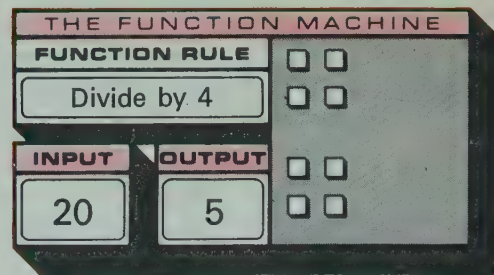 THE FUNCTION MACHINE
FUNCTION RULE
Divide by 4
INPUT OUTPUT
20 5